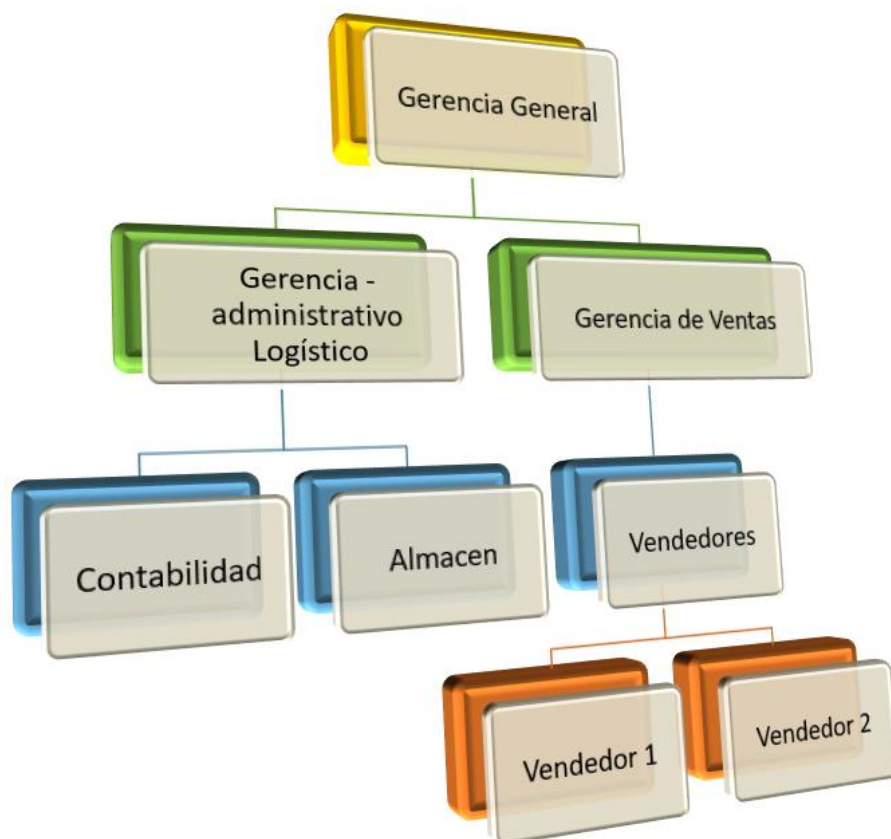 Gerencia General
Gerencia -
administrativo
Logístico
Gerencia de Ventas
Contabilidad
Almacen
Vendedores
Vendedor 1
Vendedor 2